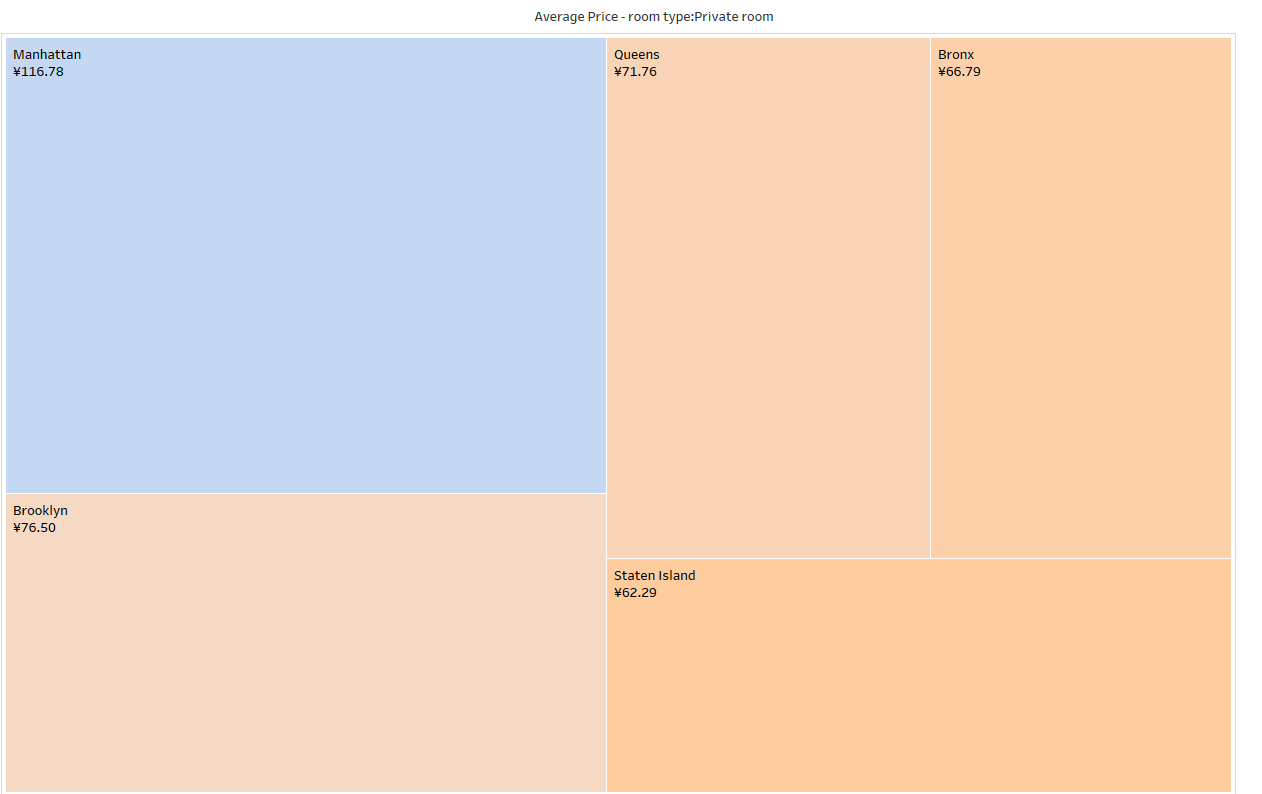 Average Price - room type:Private room
Manhattan
¥116.78
Queens
¥71.76
Bronx
¥66.79
Brooklyn
¥76.50
Staten Island
¥62.29